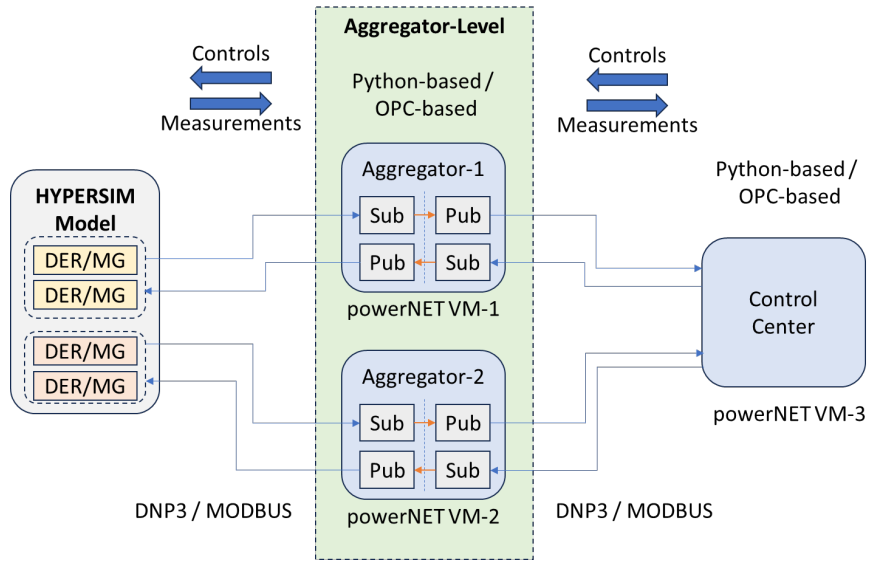 Aggregator-Level
Controls
Measurements
Python-based /
OPC-based
Controls
Measurements
Python-based /
OPC-based
HYPERSIM
Model
DER/MG
DER/MG
DER/MG
DER/MG
Aggregator-1
Sub
Pub
Pub
Sub
powerNET VM-1
Aggregator-2
Sub
Pub
Pub
Sub
powerNET VM-2
Control
Center
powerNET VM-3
DNP3 / MODBUS
DNP3 / MODBUS